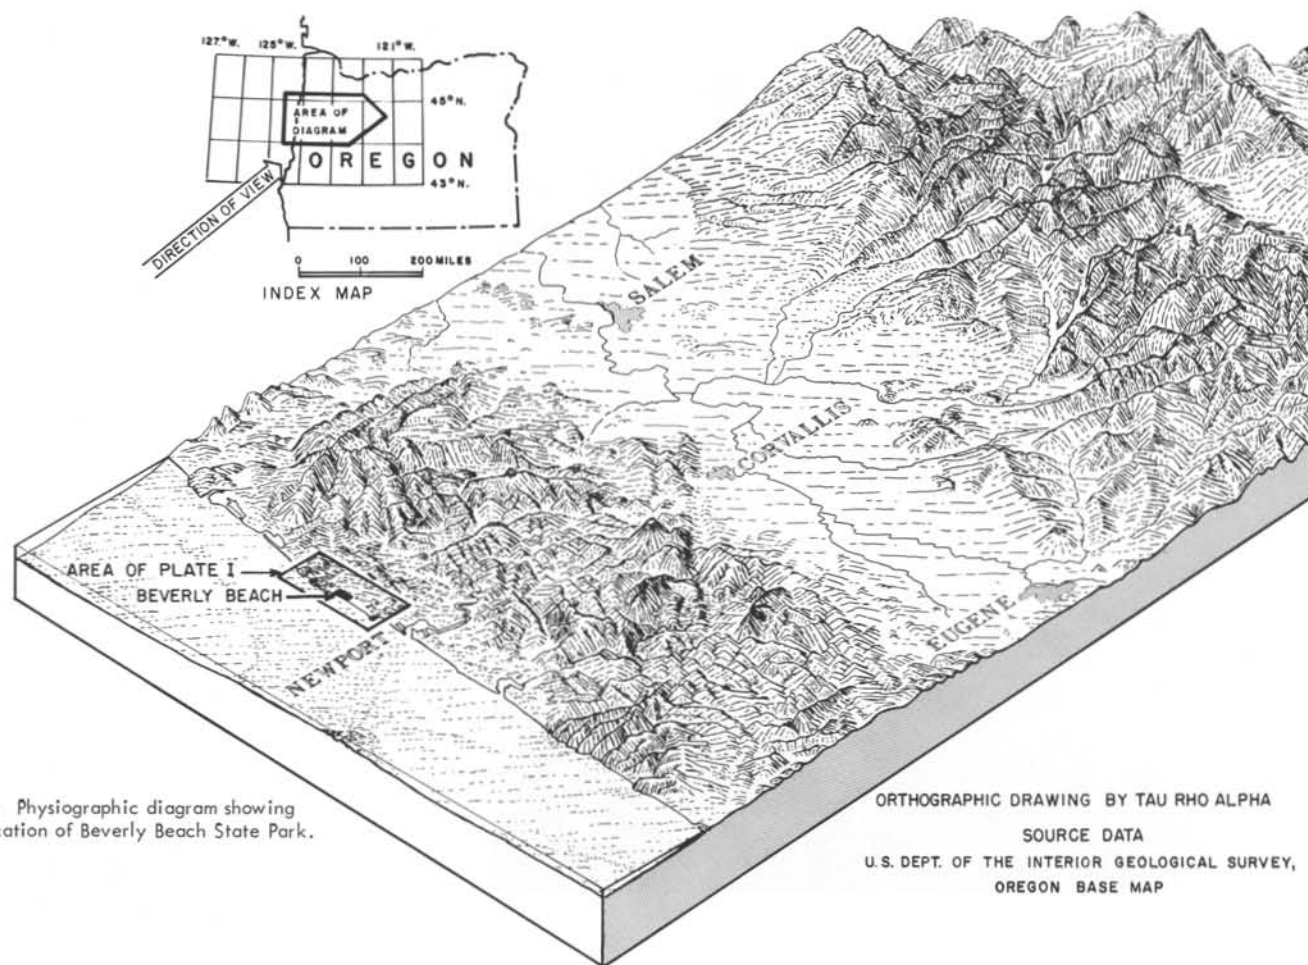 127.°W. 125°W. 121°W.
45°N.
AREA OF
DIAGRAM
OREGON
43°N.
DIRECTION OF VIEW
0 100 200 MILES
INDEX MAP
SALEM
CORVALLIS
EUGENE
AREA OF PLATE I
BEVERLY BEACH
NEWPORT
Physiographic diagram showing
cation of Beverly Beach State Park.
ORTHOGRAPHIC DRAWING BY TAU RHO ALPHA
SOURCE DATA
U.S. DEPT. OF THE INTERIOR GEOLOGICAL SURVEY,
OREGON BASE MAP